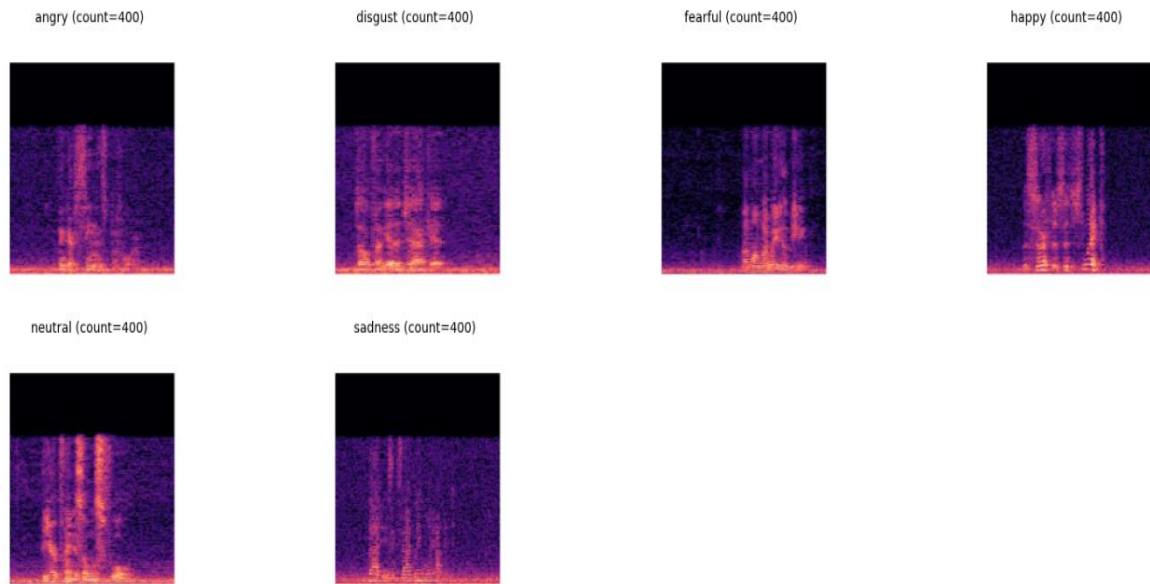 angry (count=400)
disgust (count=400)
fearful (count=400)
happy (count=400)
neutral (count=400)
sadness (count=400)